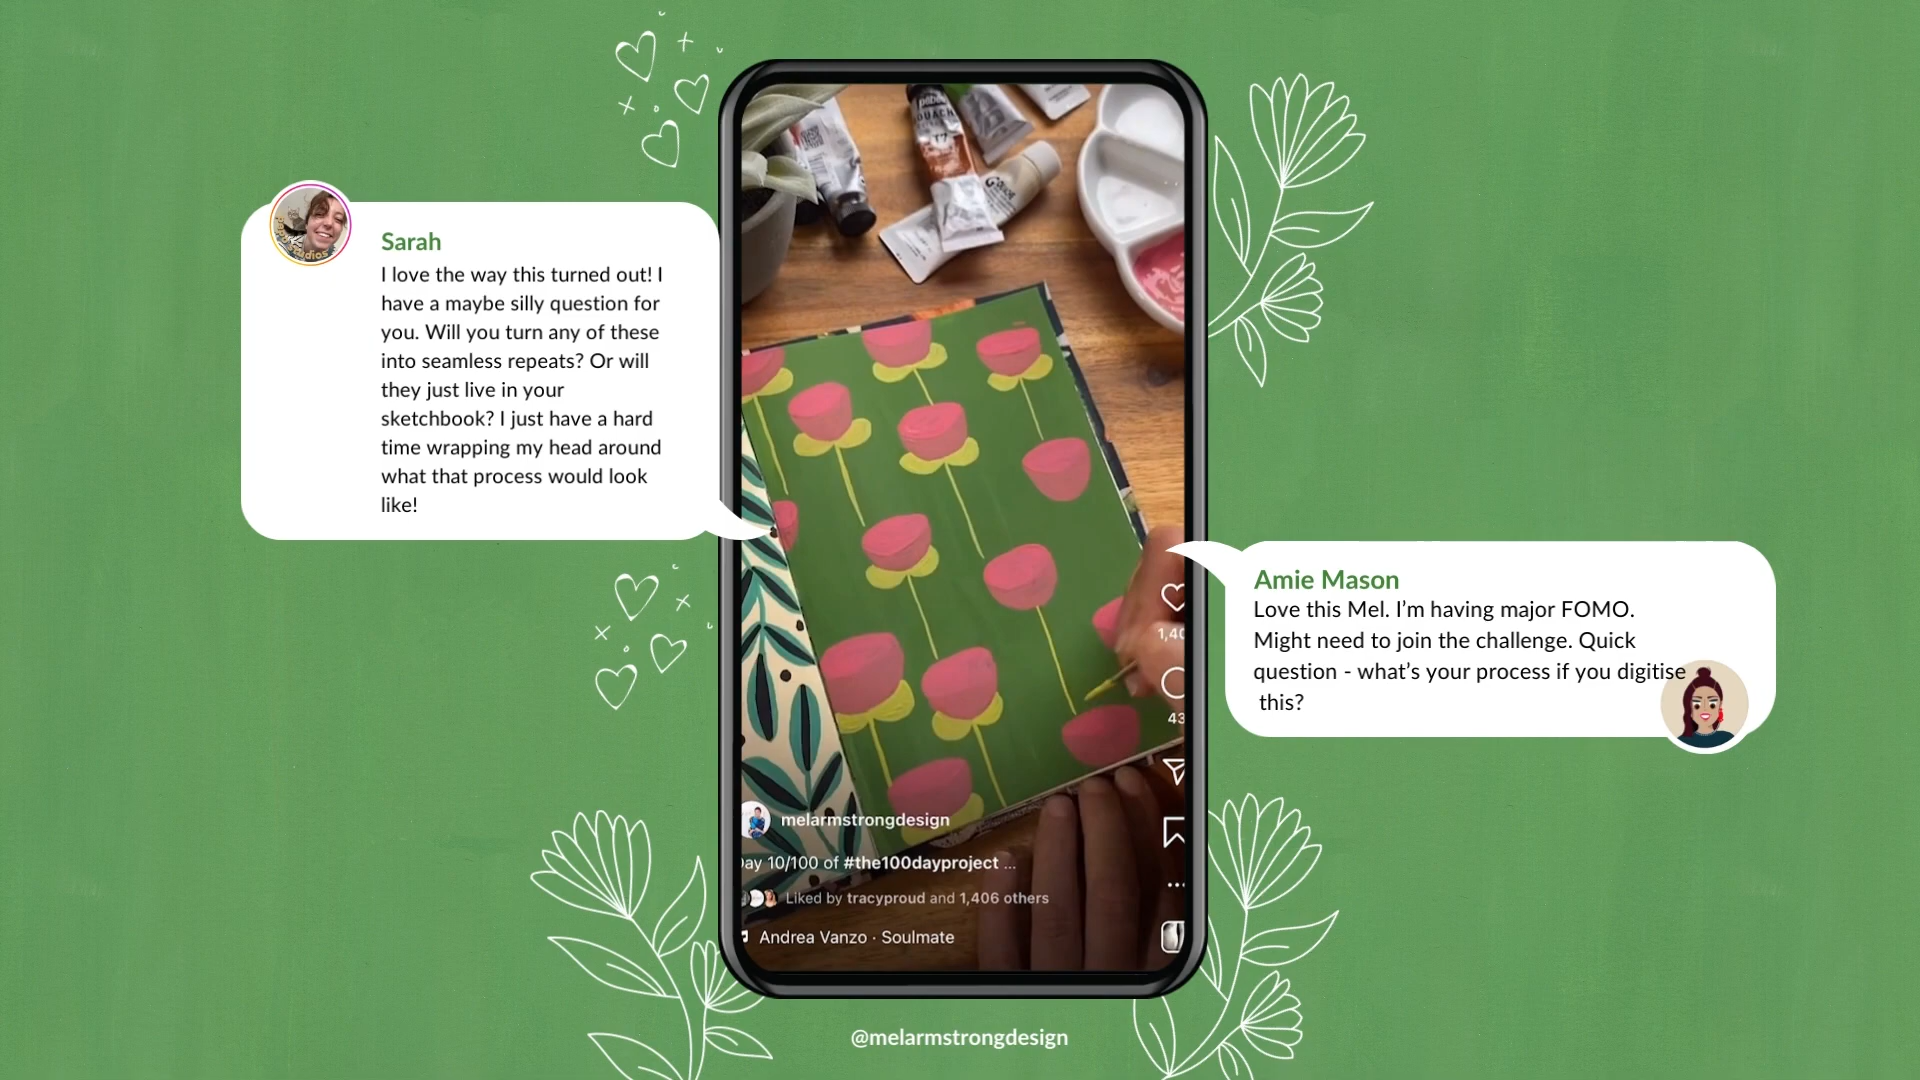 Sarah
I love the way this turned out! I
have a maybe silly question for
you. Will you turn any of these
into seamless repeats? Or will
they just live in your
sketchbook? I just have a hard
time wrapping my head around
what that process would look
like!
Amie Mason
Love this Mel. I’m having major FOMO.
Might need to join the challenge. Quick
question - what’s your process if you digitise
this?
1,40
43
melarmstrongdesign
ay 10/100 of #the100dayproject ...
Liked by tracyproud and 1,406 others
Andrea Vanzo · Soulmate
@melarmstrongdesign